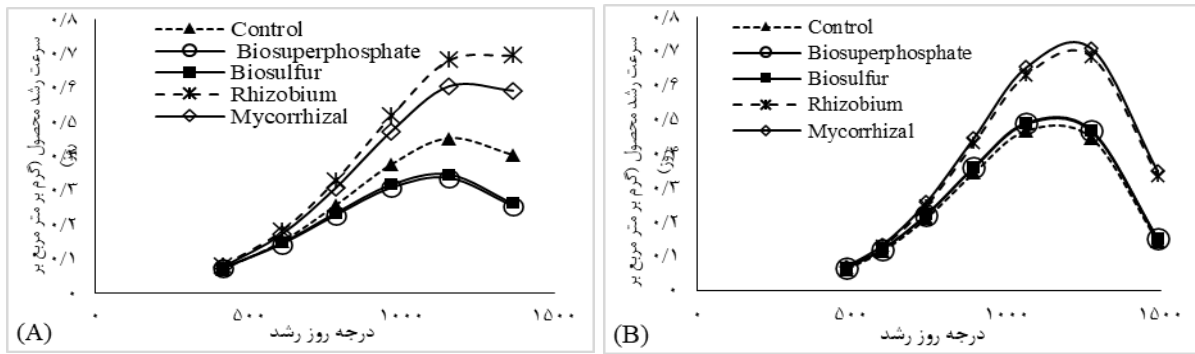 سرعت رشد محصول (گرم بر متر مربع بر
روز)
۰/۸
۰/۷
۰/۶
۰/۵
۰/۴
۰/۳
۰/۲
۰/۱
۰
Control
Biosuperphosphate
Biosulfur
Rhizobium
Mycorrhizal
۰ ۵۰۰ ۱۰۰۰ ۱۵۰۰
درجه روز رشد
(A)
سرعت رشد محصول (گرم بر متر مربع بر
روز)
۰/۸
۰/۷
۰/۶
۰/۵
۰/۴
۰/۳
۰/۲
۰/۱
۰
Control
Biosuperphosphate
Biosulfur
Rhizobium
Mycorrhizal
۰ ۵۰۰ ۱۰۰۰ ۱۵۰۰
درجه روز رشد
(B)